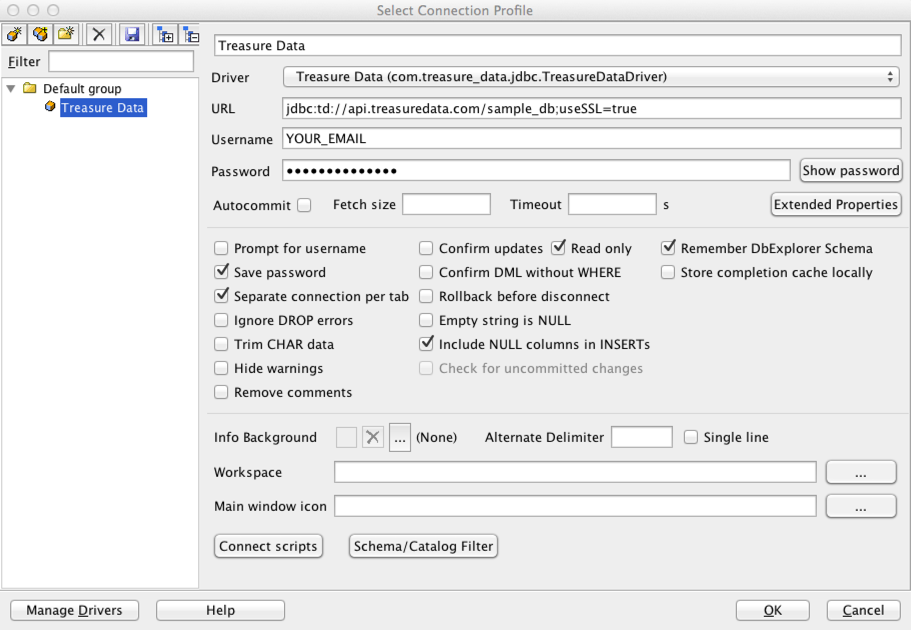 Select Connection Profile
Filter
Default group
Treasure Data
Treasure Data
Driver Treasure Data (com.treasure_data.jdbc.TreasureDataDriver)
URL jdbc:td://api.treasuredata.com/sample_db;useSSL=true
Username YOUR_EMAIL
Password •••••••••••••• Show password
Autocommit Fetch size Timeout s Extended Properties
Prompt for username Confirm updates Read only Remember DbExplorer Schema
Save password Confirm DML without WHERE Store completion cache locally
Separate connection per tab Rollback before disconnect
Ignore DROP errors Empty string is NULL
Trim CHAR data Include NULL columns in INSERTs
Hide warnings Check for uncommitted changes
Remove comments
Info Background ... (None) Alternate Delimiter Single line
Workspace ...
Main window icon ...
Connect scripts Schema/Catalog Filter
Manage Drivers Help OK Cancel